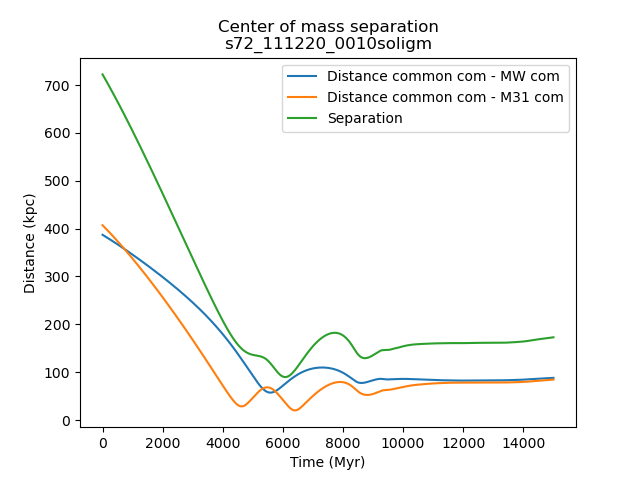 Center of mass separation
s72_111220_0010soligm
Distance common com - MW com
Distance common com - M31 com
Separation
700
600
500
400
300
200
100
0
Distance (kpc)
0 2000 4000 6000 8000 10000 12000 14000
Time (Myr)